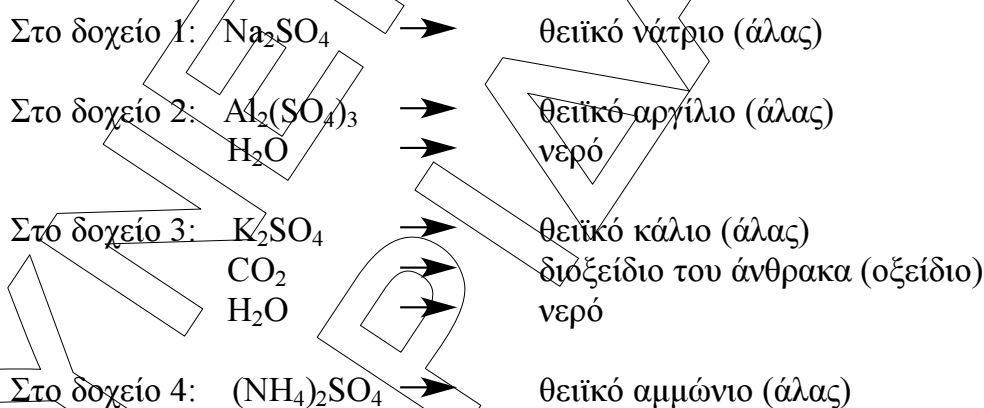 Στο δοχείο 1: Na₂SO₄ → θειϊκό νάτριο (άλας)
Στο δοχείο 2: Al₂(SO₄)₃ → θειϊκό αργίλιο (άλας)
H₂O → νερό
Στο δοχείο 3: K₂SO₄ → θειϊκό κάλιο (άλας)
CO₂ → διοξείδιο του άνθρακα (οξείδιο)
H₂O → νερό
Στο δοχείο 4: (NH₄)₂SO₄ → θειϊκό αμμώνιο (άλας)